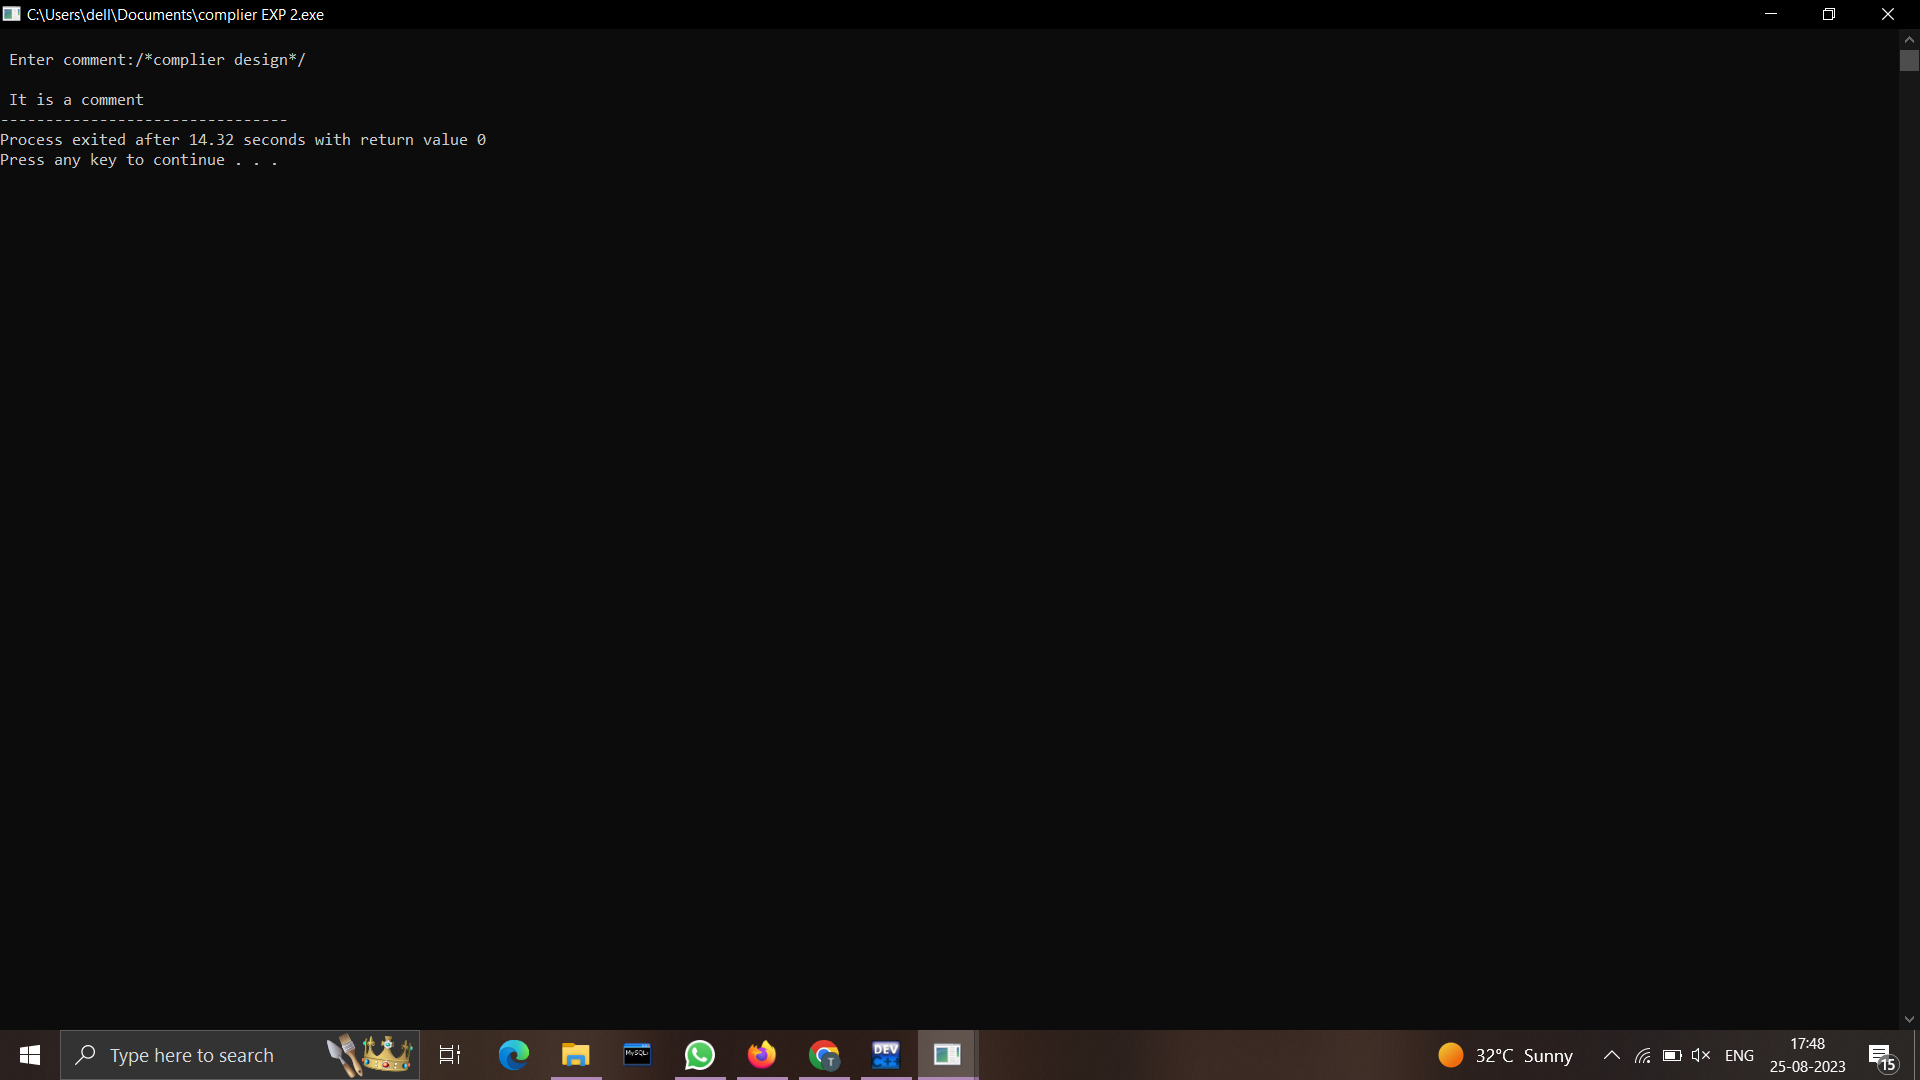 C:\Users\dell\Documents\complier EXP 2.exe
Enter comment:/*complier design*/
It is a comment
--------------------------------
Process exited after 14.32 seconds with return value 0
Press any key to continue . . .
Type here to search
MySQL>
T
DEV
C++
32°C Sunny
ENG
17:48
25-08-2023
15